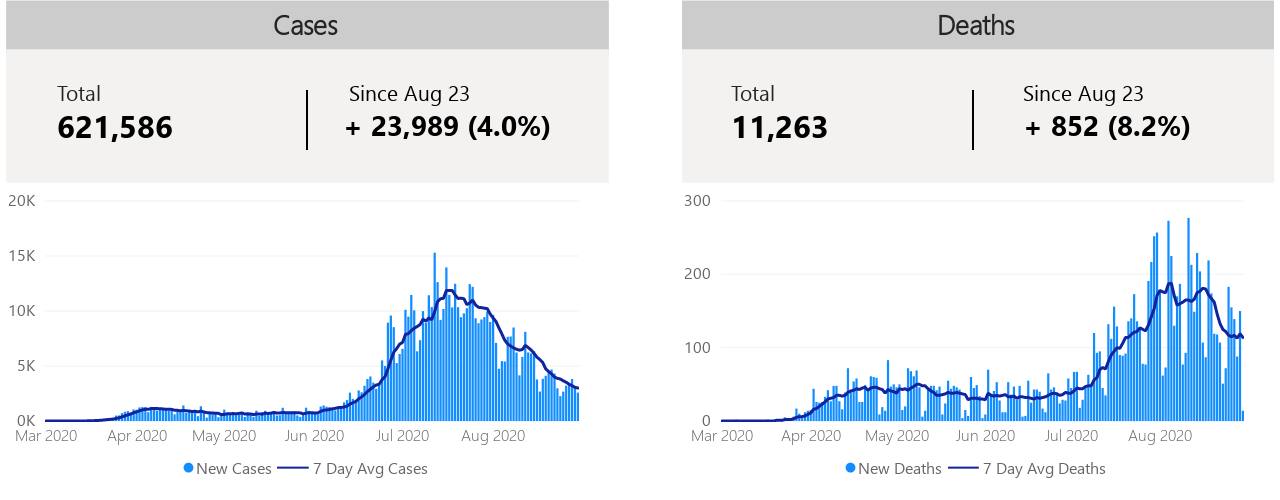 Cases
Total
621,586
Since Aug 23
+ 23,989 (4.0%)
20K
15K
10K
5K
0K
Mar 2020 Apr 2020 May 2020 Jun 2020 Jul 2020 Aug 2020
New Cases 7 Day Avg Cases
Deaths
Total
11,263
Since Aug 23
+ 852 (8.2%)
300
200
100
0
Mar 2020 Apr 2020 May 2020 Jun 2020 Jul 2020 Aug 2020
New Deaths 7 Day Avg Deaths